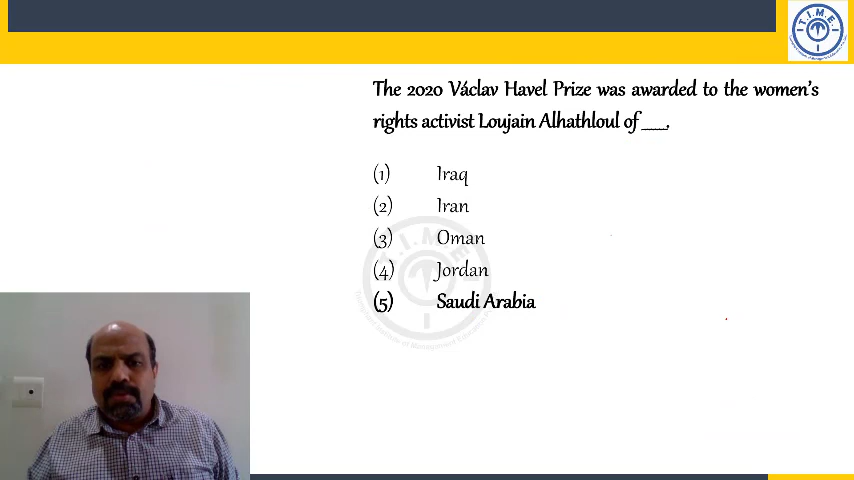 T.I.M.E.
The 2020 Václav Havel Prize was awarded to the women's
rights activist Loujain Alhathloul of ____.
(1) Iraq
(2) Iran
(3) Oman
(4) Jordan
(5) Saudi Arabia
T.I.M.E.